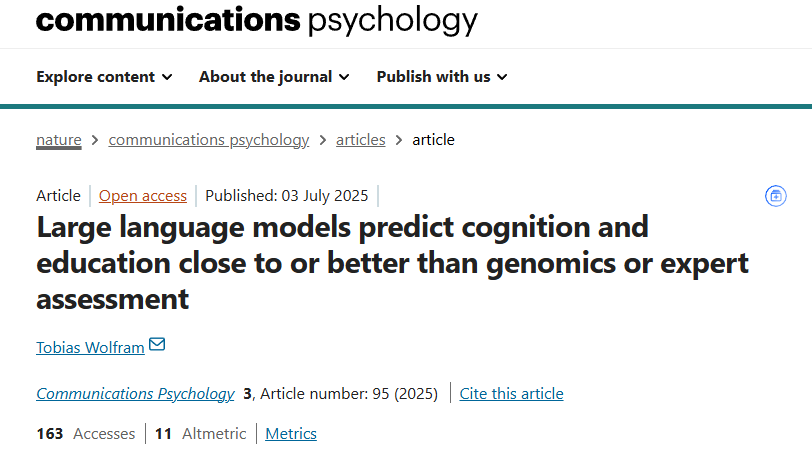 communications psychology
Explore content About the journal Publish with us
nature > communications psychology > articles > article
Article Open access Published: 03 July 2025
Large language models predict cognition and
education close to or better than genomics or expert
assessment
Tobias Wolfram
Communications Psychology 3, Article number: 95 (2025) Cite this article
163 Accesses 11 Altmetric Metrics